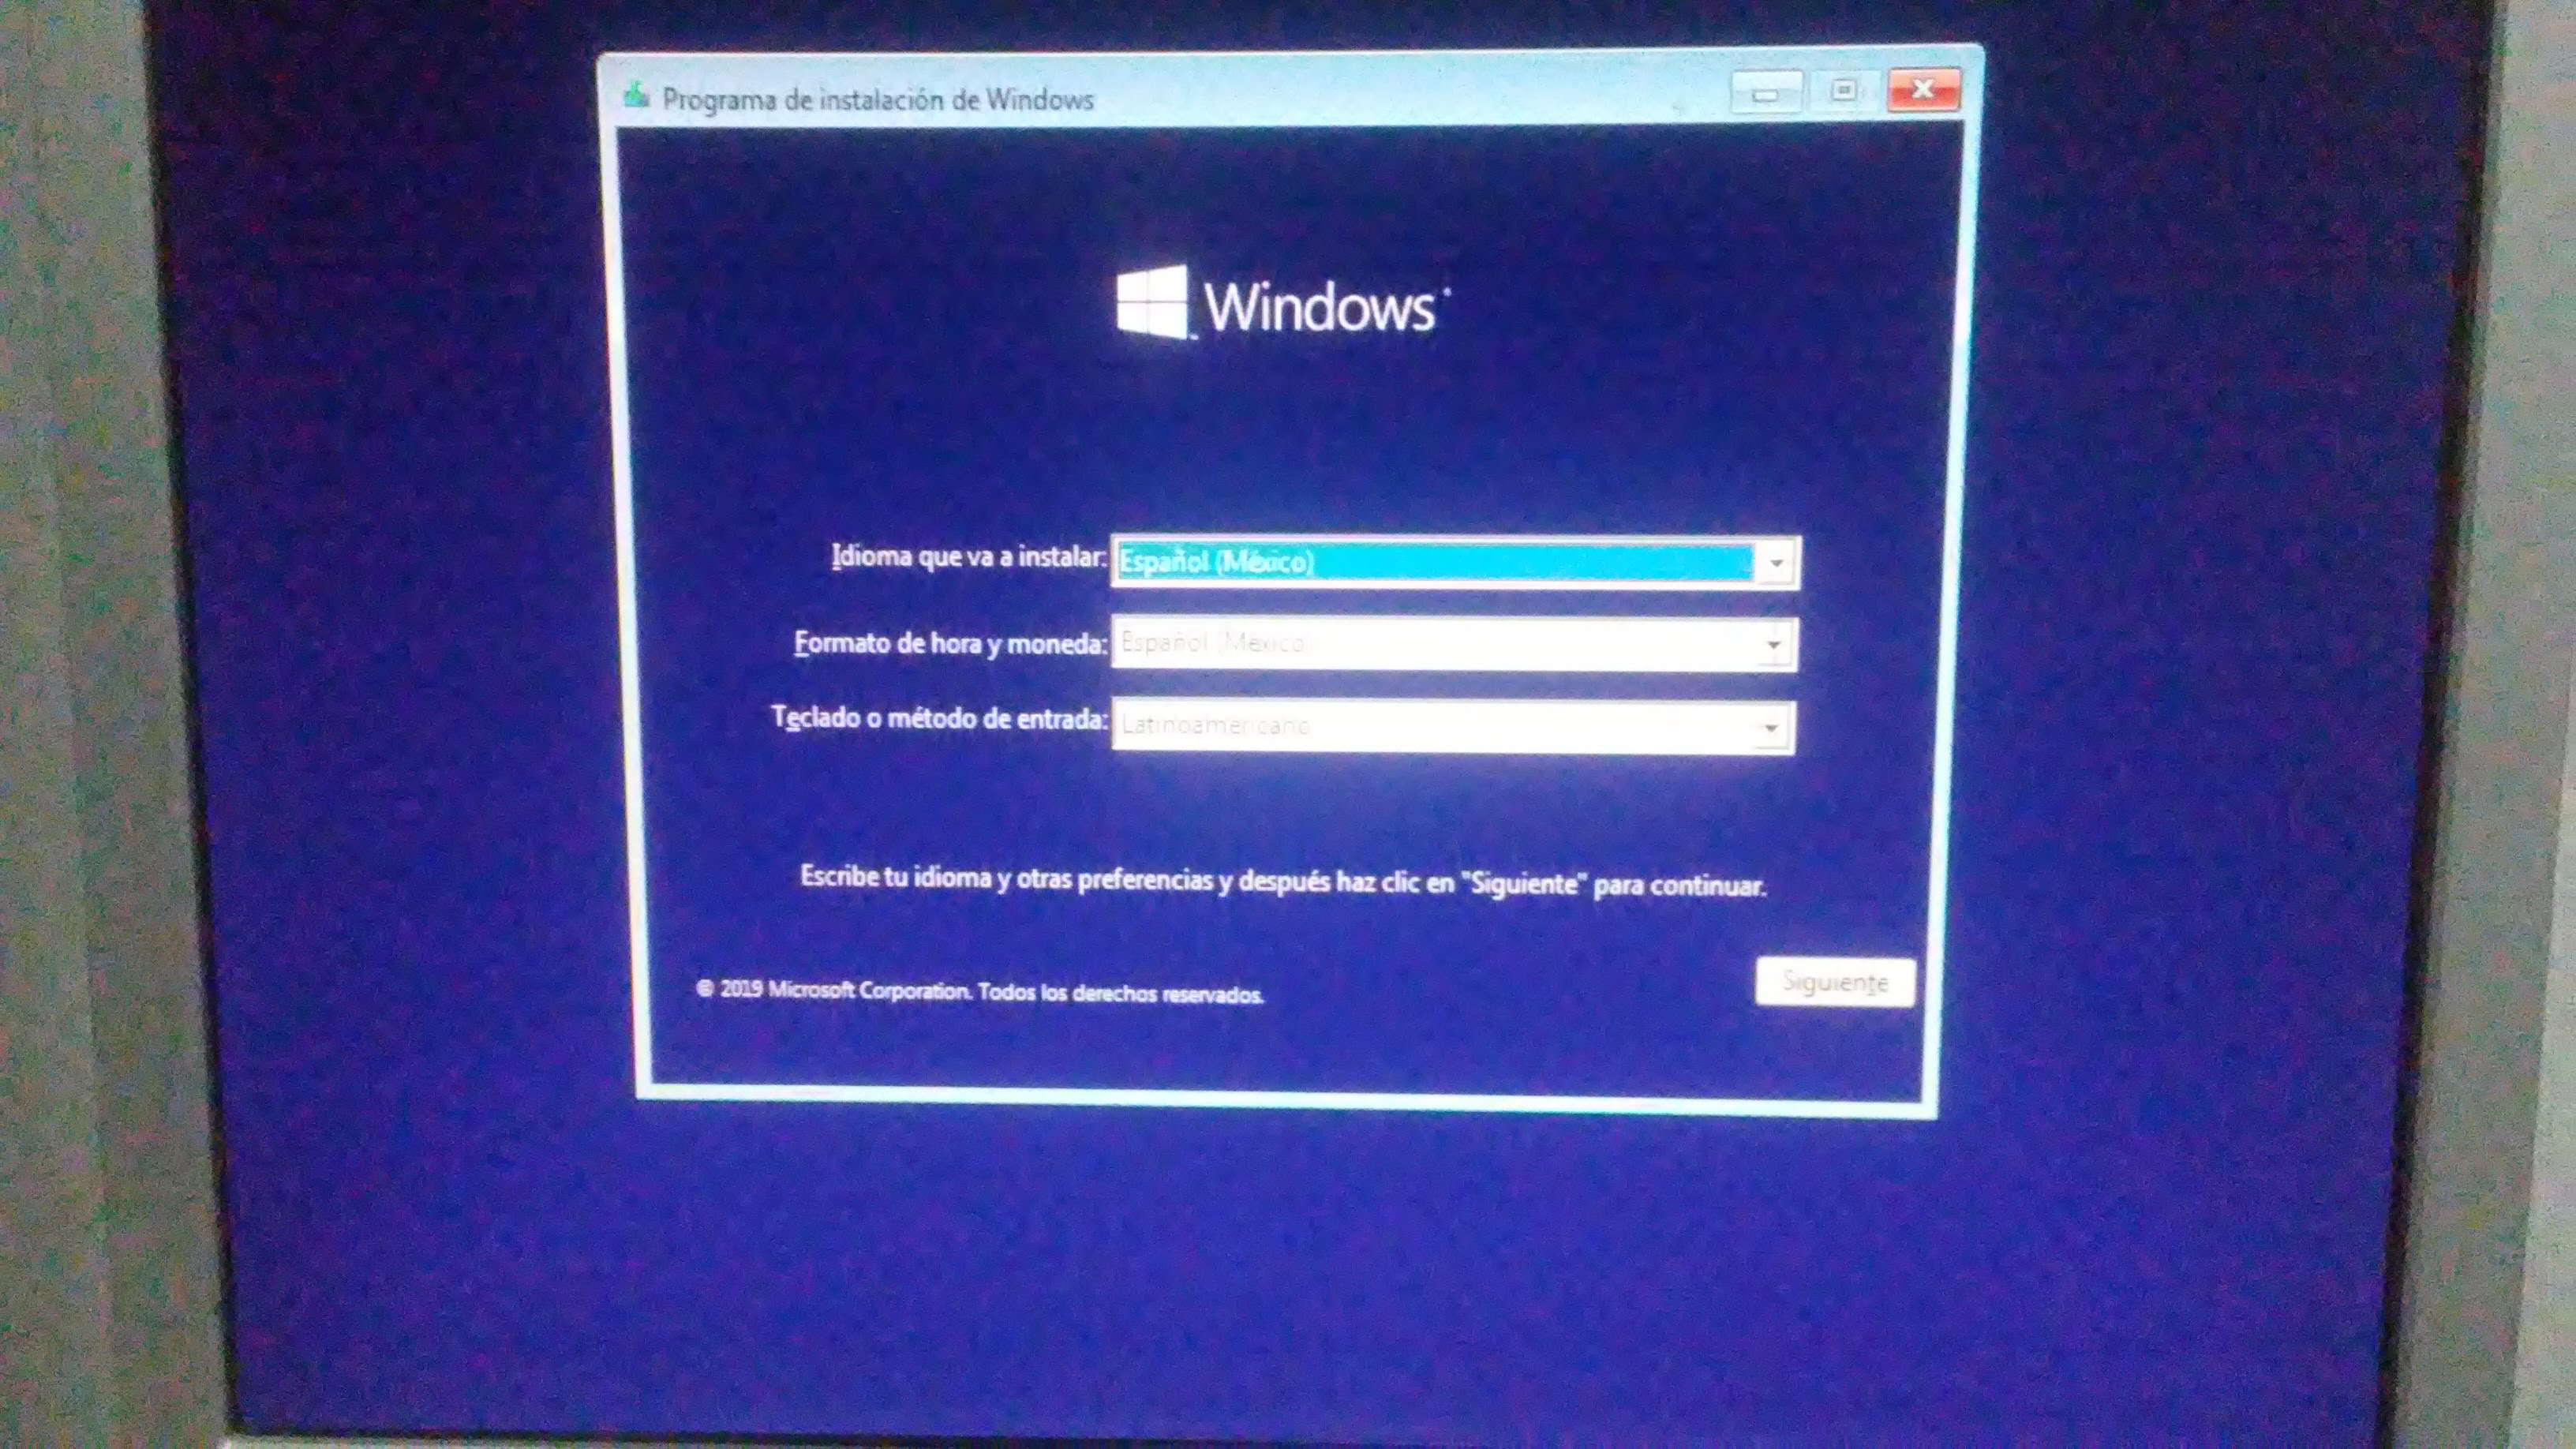 Programa de instalación de Windows
Windows
Idioma que va a instalar: Español (México)
Formato de hora y moneda: Español (México)
Teclado o método de entrada: Latinoamericano
Escribe tu idioma y otras preferencias y después haz clic en "Siguiente" para continuar.
© 2019 Microsoft Corporation. Todos los derechos reservados.
Siguiente